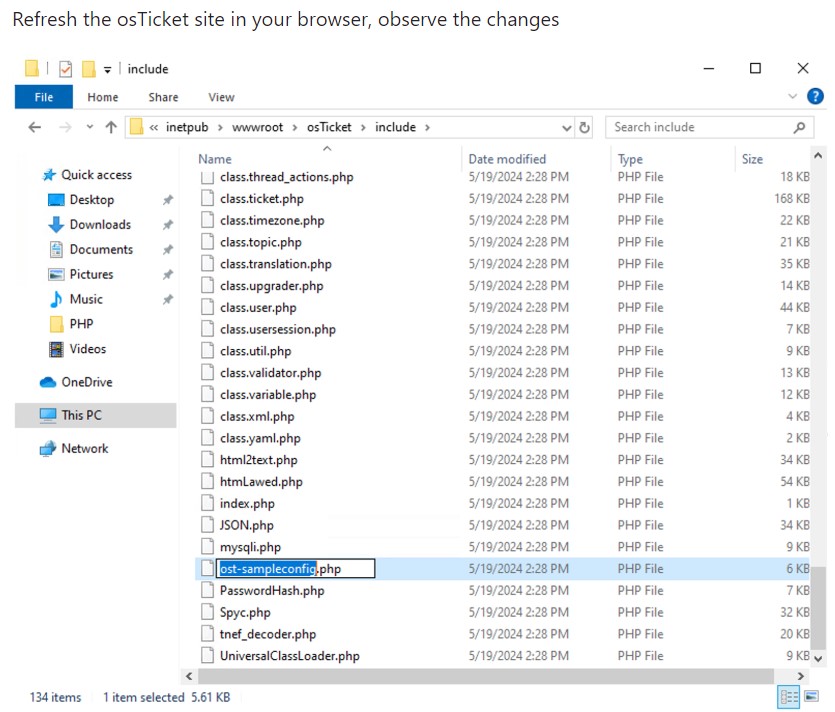 Refresh the osTicket site in your browser, observe the changes
include
File Home Share View
« inetpub › wwwroot › osTicket › include ›
Search include
Name Date modified Type Size
Quick access
Desktop
Downloads
Documents
Pictures
Music
PHP
Videos
OneDrive
This PC
Network
class.thread_actions.php 5/19/2024 2:28 PM PHP File 18 KB
class.ticket.php 5/19/2024 2:28 PM PHP File 168 KB
class.timezone.php 5/19/2024 2:28 PM PHP File 22 KB
class.topic.php 5/19/2024 2:28 PM PHP File 21 KB
class.translation.php 5/19/2024 2:28 PM PHP File 35 KB
class.upgrader.php 5/19/2024 2:28 PM PHP File 14 KB
class.user.php 5/19/2024 2:28 PM PHP File 44 KB
class.usersession.php 5/19/2024 2:28 PM PHP File 7 KB
class.util.php 5/19/2024 2:28 PM PHP File 9 KB
class.validator.php 5/19/2024 2:28 PM PHP File 13 KB
class.variable.php 5/19/2024 2:28 PM PHP File 12 KB
class.xml.php 5/19/2024 2:28 PM PHP File 4 KB
class.yaml.php 5/19/2024 2:28 PM PHP File 2 KB
html2text.php 5/19/2024 2:28 PM PHP File 34 KB
htmLawed.php 5/19/2024 2:28 PM PHP File 54 KB
index.php 5/19/2024 2:28 PM PHP File 1 KB
JSON.php 5/19/2024 2:28 PM PHP File 34 KB
mysqli.php 5/19/2024 2:28 PM PHP File 9 KB
ost-sampleconfig.php 5/19/2024 2:28 PM PHP File 6 KB
PasswordHash.php 5/19/2024 2:28 PM PHP File 7 KB
Spyc.php 5/19/2024 2:28 PM PHP File 32 KB
tnef_decoder.php 5/19/2024 2:28 PM PHP File 20 KB
UniversalClassLoader.php 5/19/2024 2:28 PM PHP File 9 KB
134 items 1 item selected 5.61 KB